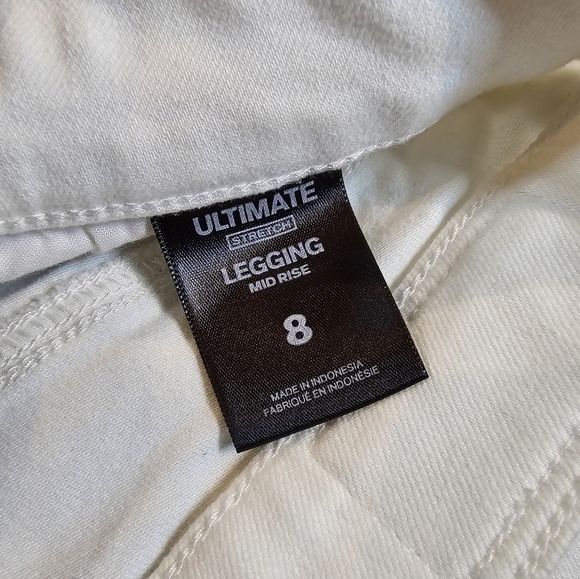 ULTIMATE
STRETCH
LEGGING
MID RISE
8
MADE IN INDONESIA
FABRIQUÉ EN INDONÉSIE